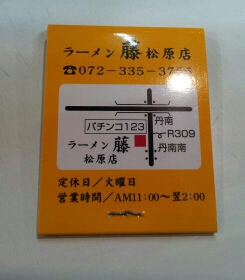 ラーメン 藤 松原店
☎072-335-37
パチンコ123
丹南
R309
丹南南
ラーメン 藤
松原店
定休日／火曜日
営業時間／AM11:00〜翌2:00